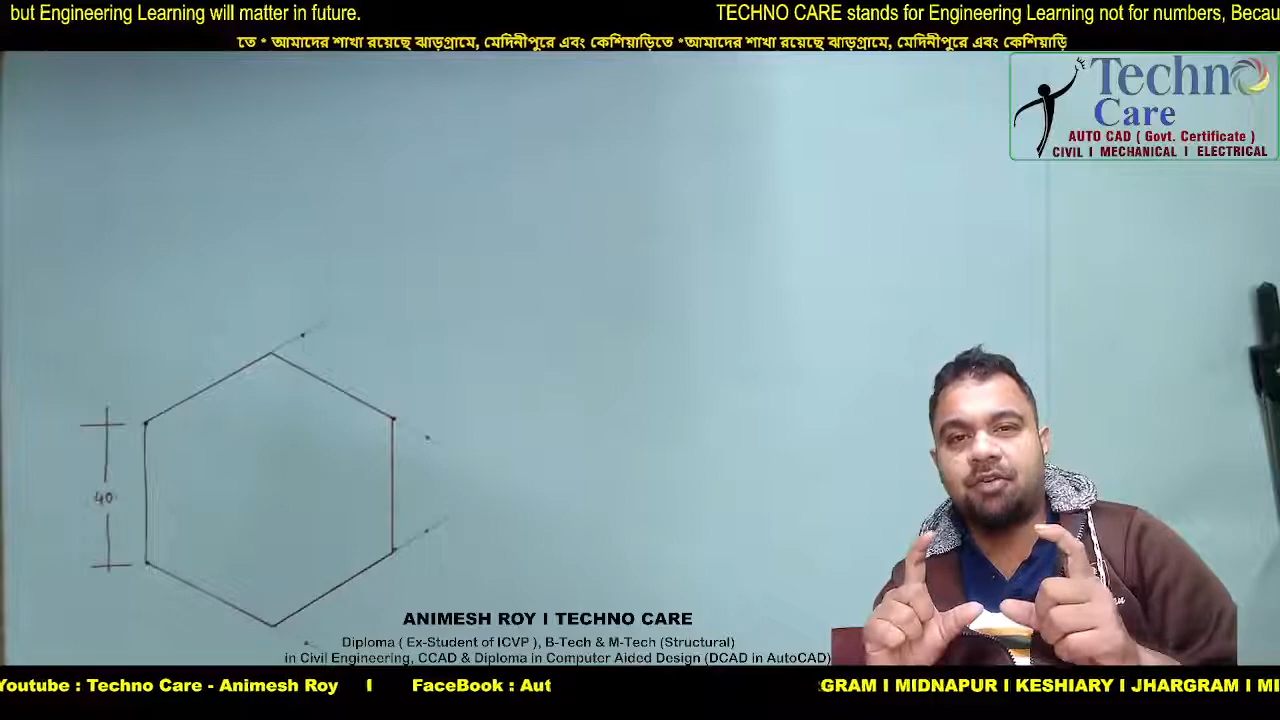 but Engineering Learning will matter in future. TECHNO CARE stands for Engineering Learning not for numbers, Becau
তে * আমাদের শাখা রয়েছে ঝাড়গ্রামে, মেদিনীপুরে এবং কেশিয়াড়িতে *আমাদের শাখা রয়েছে ঝাড়গ্রামে, মেদিনীপুরে এবং কেশিয়াড়ি
Techno
Care
AUTO CAD ( Govt. Certificate )
CIVIL I MECHANICAL I ELECTRICAL
40
ANIMESH ROY I TECHNO CARE
Diploma ( Ex-Student of ICVP ), B-Tech & M-Tech (Structural)
in Civil Engineering, CCAD & Diploma in Computer Aided Design (DCAD in AutoCAD)
Youtube : Techno Care - Animesh Roy I FaceBook : Aut GRAM I MIDNAPUR I KESHIARY I JHARGRAM I MI